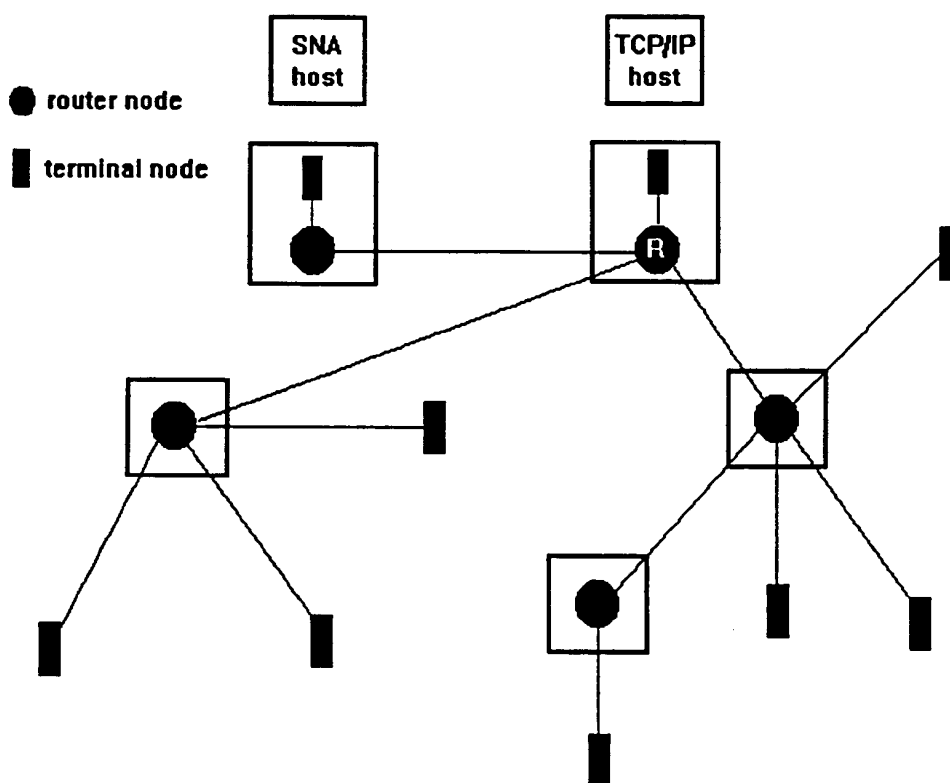 SNA
host
TCP/IP
host
router node
terminal node
R